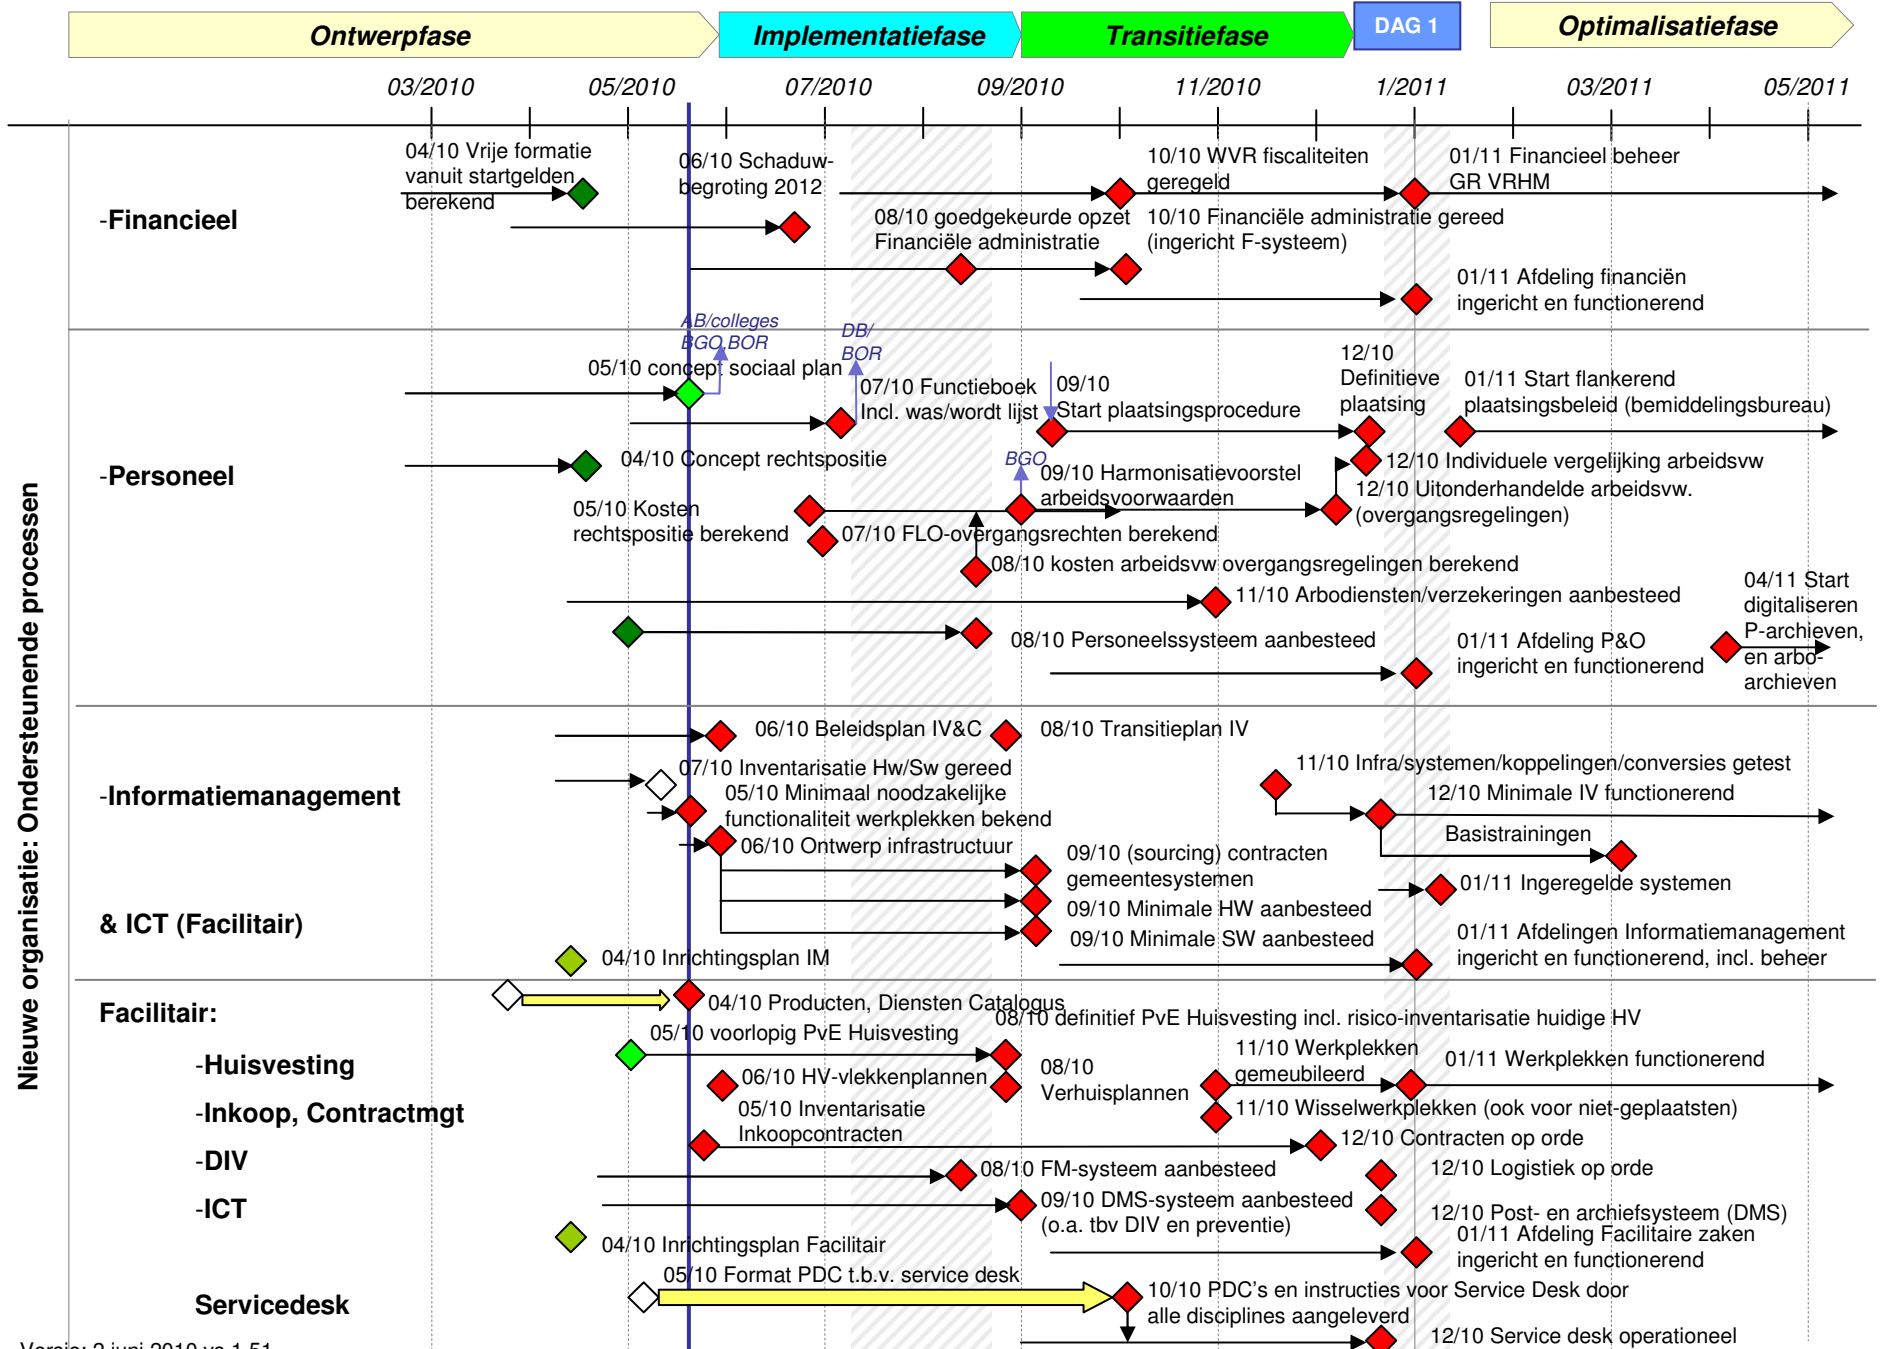 Ontwerpfase
Implementatiefase
Transitiefase
DAG 1
Optimalisatiefase
03/2010
05/2010
07/2010
09/2010
11/2010
1/2011
03/2011
05/2011
Nieuwe organisatie: Ondersteunende processen
-Financieel
04/10 Vrije formatie
vanuit startgelden
berekend
06/10 Schaduw-
begroting 2012
10/10 WVR fiscaliteiten
geregeld
01/11 Financieel beheer
GR VRHM
08/10 goedgekeurde opzet
Financiële administratie
10/10 Financiële administratie gereed
(ingericht F-systeem)
01/11 Afdeling financiën
ingericht en functionerend
-Personeel
AB/colleges
BGO,BOR
05/10 concept sociaal plan
DB/
BOR
07/10 Functieboek
Incl. was/wordt lijst
09/10
Start plaatsingsprocedure
12/10
Definitieve
plaatsing
01/11 Start flankerend
plaatsingsbeleid (bemiddelingsbureau)
04/10 Concept rechtspositie
BGO
09/10 Harmonisatievoorstel
arbeidsvoorwaarden
12/10 Individuele vergelijking arbeidsvw
12/10 Uitonderhandelde arbeidsvw.
(overgangsregelingen)
05/10 Kosten
rechtspositie berekend
07/10 FLO-overgangsrechten berekend
08/10 kosten arbeidsvw overgangsregelingen berekend
11/10 Arbodiensten/verzekeringen aanbesteed
08/10 Personeelssysteem aanbesteed
01/11 Afdeling P&O
ingericht en functionerend
04/11 Start
digitaliseren
P-archieven,
en arbo-
archieven
-Informatiemanagement
& ICT (Facilitair)
06/10 Beleidsplan IV&C
08/10 Transitieplan IV
07/10 Inventarisatie Hw/Sw gereed
05/10 Minimaal noodzakelijke
functionaliteit werkplekken bekend
06/10 Ontwerp infrastructuur
11/10 Infra/systemen/koppelingen/conversies getest
12/10 Minimale IV functionerend
Basistrainingen
09/10 (sourcing) contracten
gemeentesystemen
01/11 Ingeregelde systemen
09/10 Minimale HW aanbesteed
09/10 Minimale SW aanbesteed
01/11 Afdelingen Informatiemanagement
ingericht en functionerend, incl. beheer
04/10 Inrichtingsplan IM
Facilitair:
-Huisvesting
-Inkoop, Contractmgt
-DIV
-ICT
Servicedesk
04/10 Producten, Diensten Catalogus
08/10 definitief PvE Huisvesting incl. risico-inventarisatie huidige HV
05/10 voorlopig PvE Huisvesting
06/10 HV-vlekkenplannen
08/10
Verhuisplannen
11/10 Werkplekken
gemeubileerd
01/11 Werkplekken functionerend
05/10 Inventarisatie
Inkoopcontracten
11/10 Wisselwerkplekken (ook voor niet-geplaatsten)
12/10 Contracten op orde
08/10 FM-systeem aanbesteed
12/10 Logistiek op orde
09/10 DMS-systeem aanbesteed
(o.a. tbv DIV en preventie)
12/10 Post- en archiefsysteem (DMS)
01/11 Afdeling Facilitaire zaken
ingericht en functionerend
04/10 Inrichtingsplan Facilitair
05/10 Format PDC t.b.v. service desk
10/10 PDC's en instructies voor Service Desk door
alle disciplines aangeleverd
12/10 Service desk operationeel
Versie: 2 juni 2010 vs 1.51